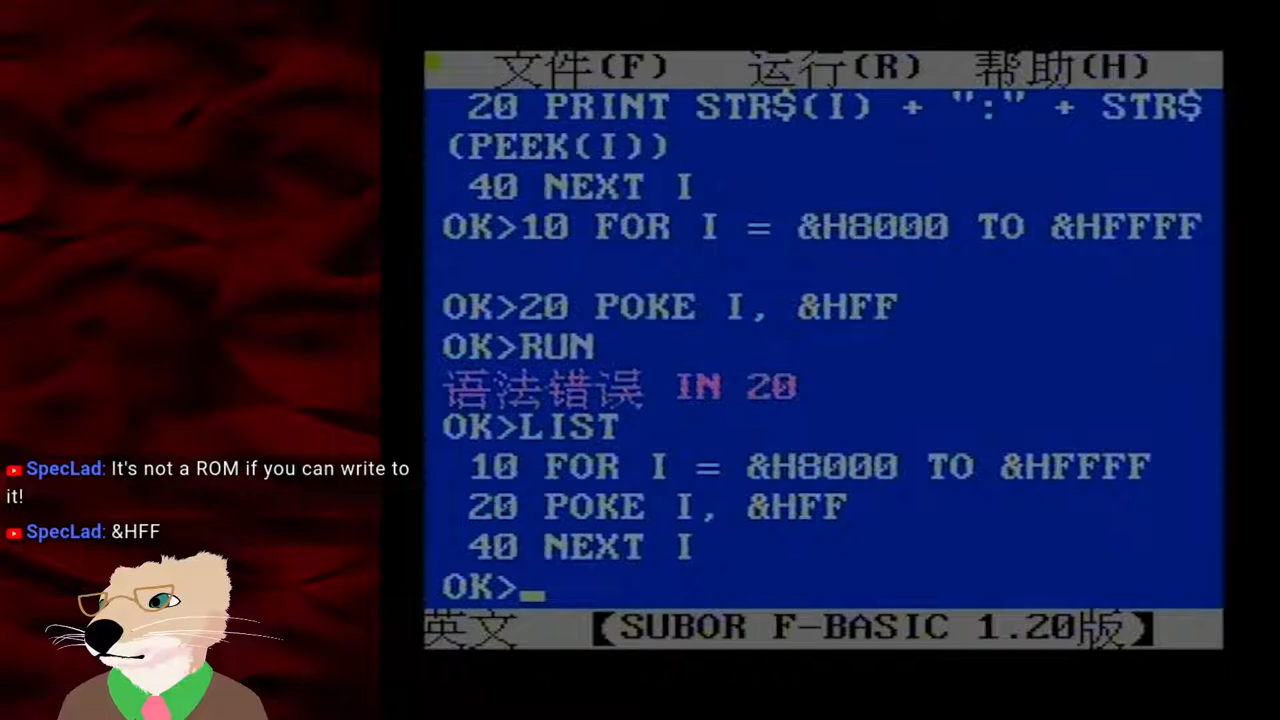 文件(F) 运行(R) 帮助(H)
20 PRINT STR$(I) + ":" + STR$
(PEEK(I))
40 NEXT I
OK>10 FOR I = &H8000 TO &HFFFF
OK>20 POKE I, &HFF
OK>RUN
语法错误 IN 20
OK>LIST
10 FOR I = &H8000 TO &HFFFF
20 POKE I, &HFF
40 NEXT I
OK>_
英文 【SUBOR F-BASIC 1.20版】
SpecLad: It's not a ROM if you can write to
it!
SpecLad: &HFF